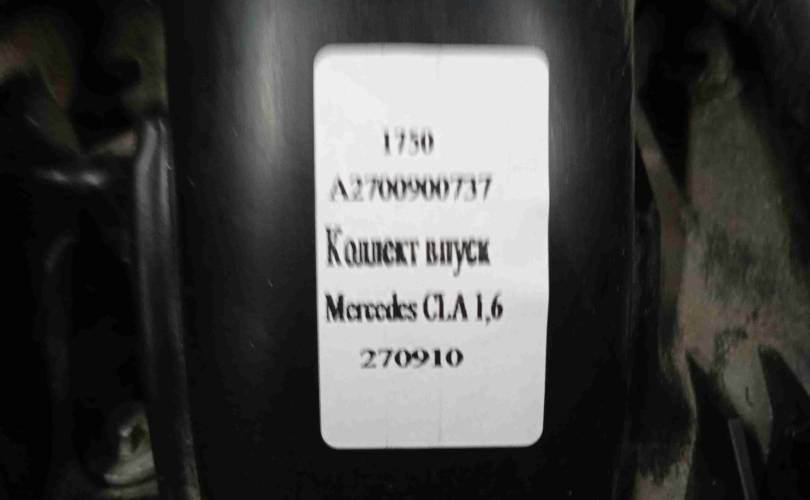 1750
A2700900737
Коллект впуск
Mercedes CLA 1,6
270910